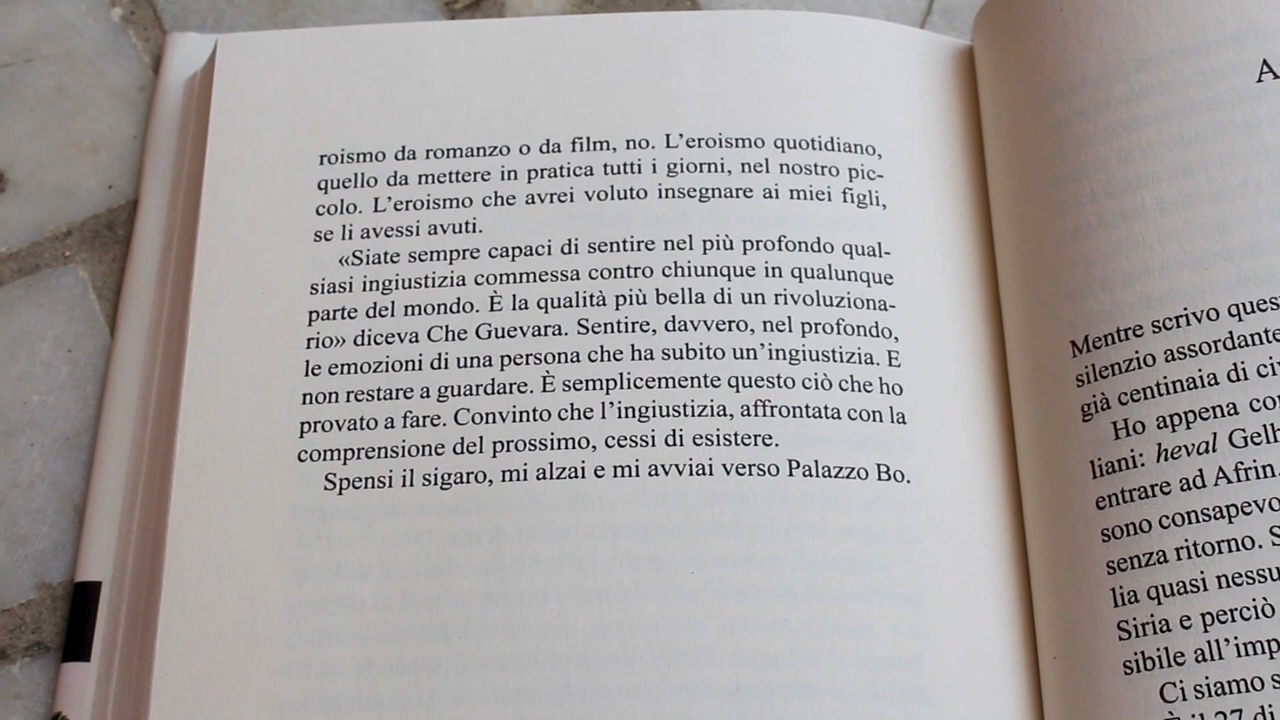 roismo da romanzo o da film, no. L'eroismo quotidiano,
quello da mettere in pratica tutti i giorni, nel nostro pic-
colo. L'eroismo che avrei voluto insegnare ai miei figli,
se li avessi avuti.
«Siate sempre capaci di sentire nel più profondo qual-
siasi ingiustizia commessa contro chiunque in qualunque
parte del mondo. È la qualità più bella di un rivoluziona-
rio» diceva Che Guevara. Sentire, davvero, nel profondo,
le emozioni di una persona che ha subito un'ingiustizia. E
non restare a guardare. È semplicemente questo ciò che ho
provato a fare. Convinto che l'ingiustizia, affrontata con la
comprensione del prossimo, cessi di esistere.
Spensi il sigaro, mi alzai e mi avviai verso Palazzo Bo.
A
Mentre scrivo ques
silenzio assordante
già centinaia di ci
Ho appena co
liani: heval Gelh
entrare ad Afrin.
sono consapevo
senza ritorno. S
lia quasi nessu
Siria e perciò
sibile all'imp
Ci siamo s
È il 27 di